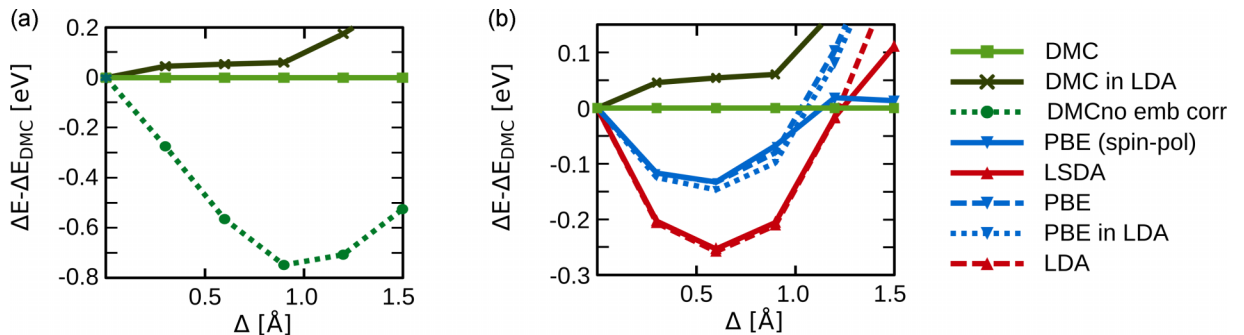 (a)
0.2
0
-0.2
-0.4
-0.6
-0.8
ΔE-ΔE_DMC [eV]
0.5
1.0
1.5
Δ [Å]
(b)
0.1
0
-0.1
-0.2
-0.3
ΔE-ΔE_DMC [eV]
0.5
1.0
1.5
Δ [Å]
DMC
DMC in LDA
DMCno emb corr
PBE (spin-pol)
LSDA
PBE
PBE in LDA
LDA